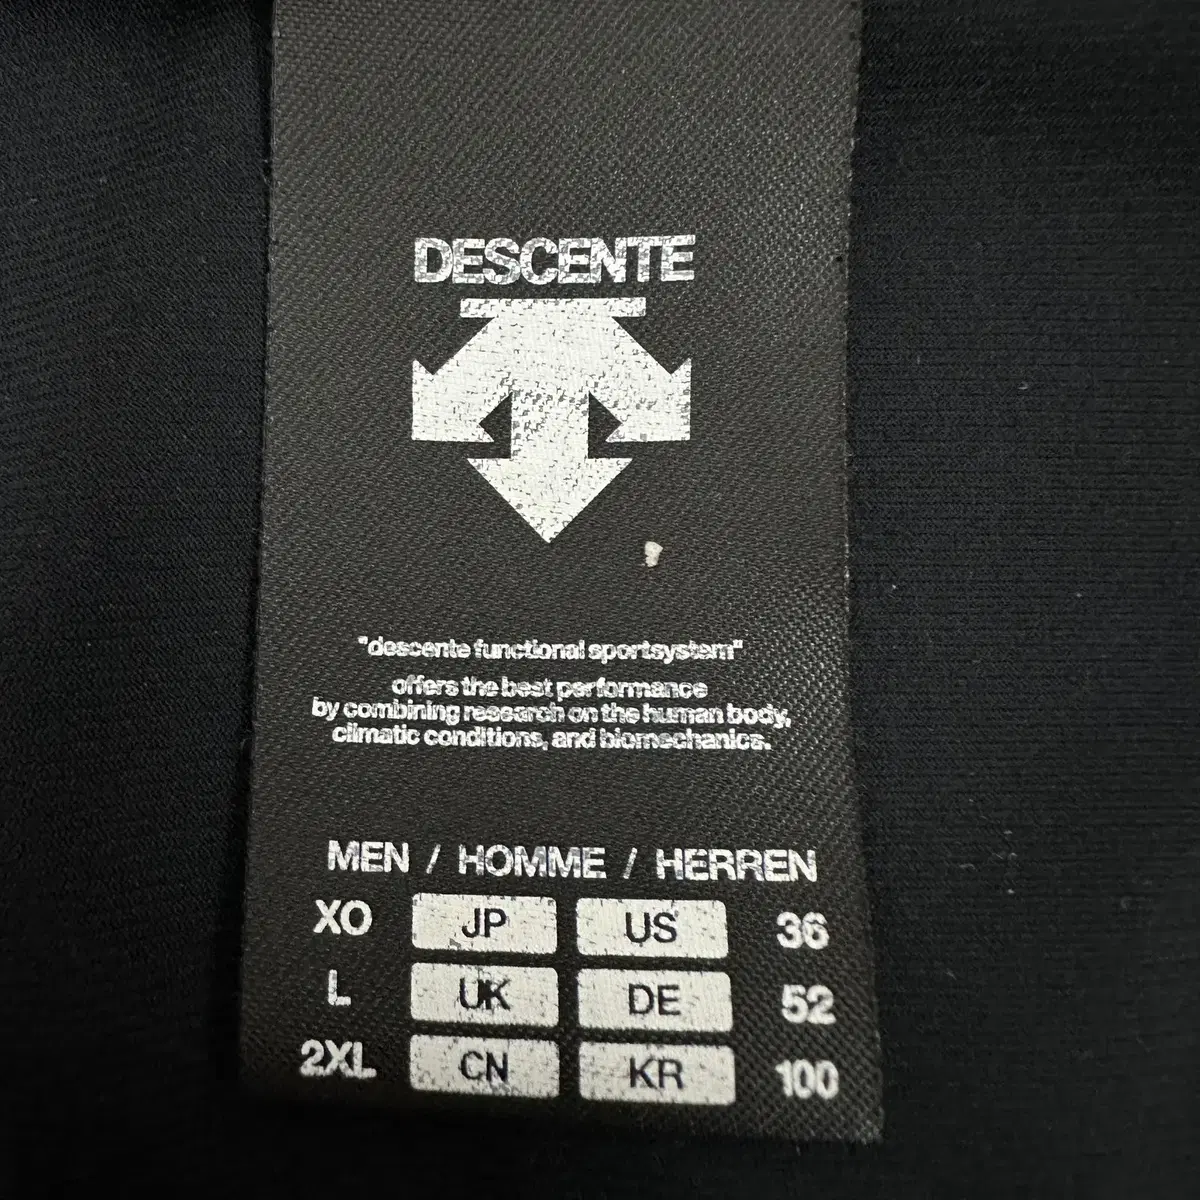 DESCENTE
"descente functional sportsystem"
offers the best performance
by combining research on the human body,
climatic conditions, and biomechanics.
MEN / HOMME / HERREN
XO JP US 36
L UK DE 52
2XL CN KR 100